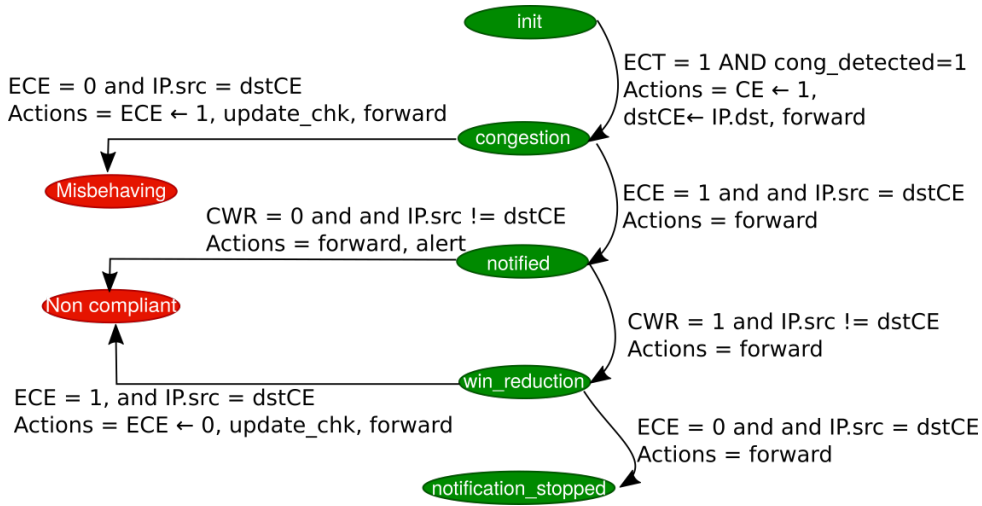 init
ECT = 1 AND cong_detected=1
Actions = CE ← 1,
dstCE← IP.dst, forward
ECE = 0 and IP.src = dstCE
Actions = ECE ← 1, update_chk, forward
congestion
Misbehaving
ECE = 1 and and IP.src = dstCE
Actions = forward
CWR = 0 and and IP.src != dstCE
Actions = forward, alert
notified
Non compliant
CWR = 1 and IP.src != dstCE
Actions = forward
win_reduction
ECE = 1, and IP.src = dstCE
Actions = ECE ← 0, update_chk, forward
ECE = 0 and and IP.src = dstCE
Actions = forward
notification_stopped